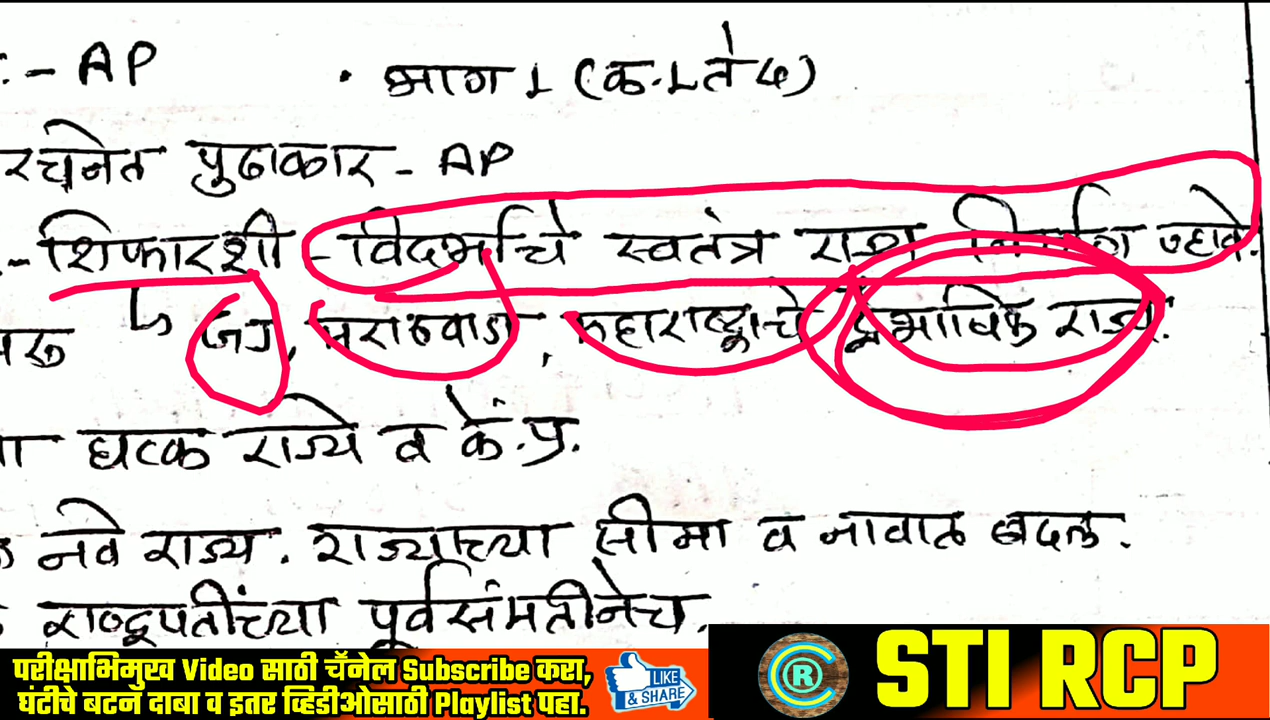 :- AP • भाग 1 (क.1 ते 4)
रचनेत पुढाकार - AP
- शिफारशी - विदर्भाचे स्वतंत्र राज्य निर्माण व्हावे.
↳ गुज, मराठवाडा, महाराष्ट्राचे द्वैभाषिक राज्य.
घटक राज्ये व कें.प्र.
नवे राज्य. राज्याच्या सीमा व नावात बदल.
राष्ट्रपतींच्या पूर्वसंमतीनेच.
परीक्षाभिमुख Video साठी चॅनेल Subscribe करा,
घंटीचे बटन दाबा व इतर व्हिडीओसाठी Playlist पहा.
LIKE
& SHARE
R
STI RCP